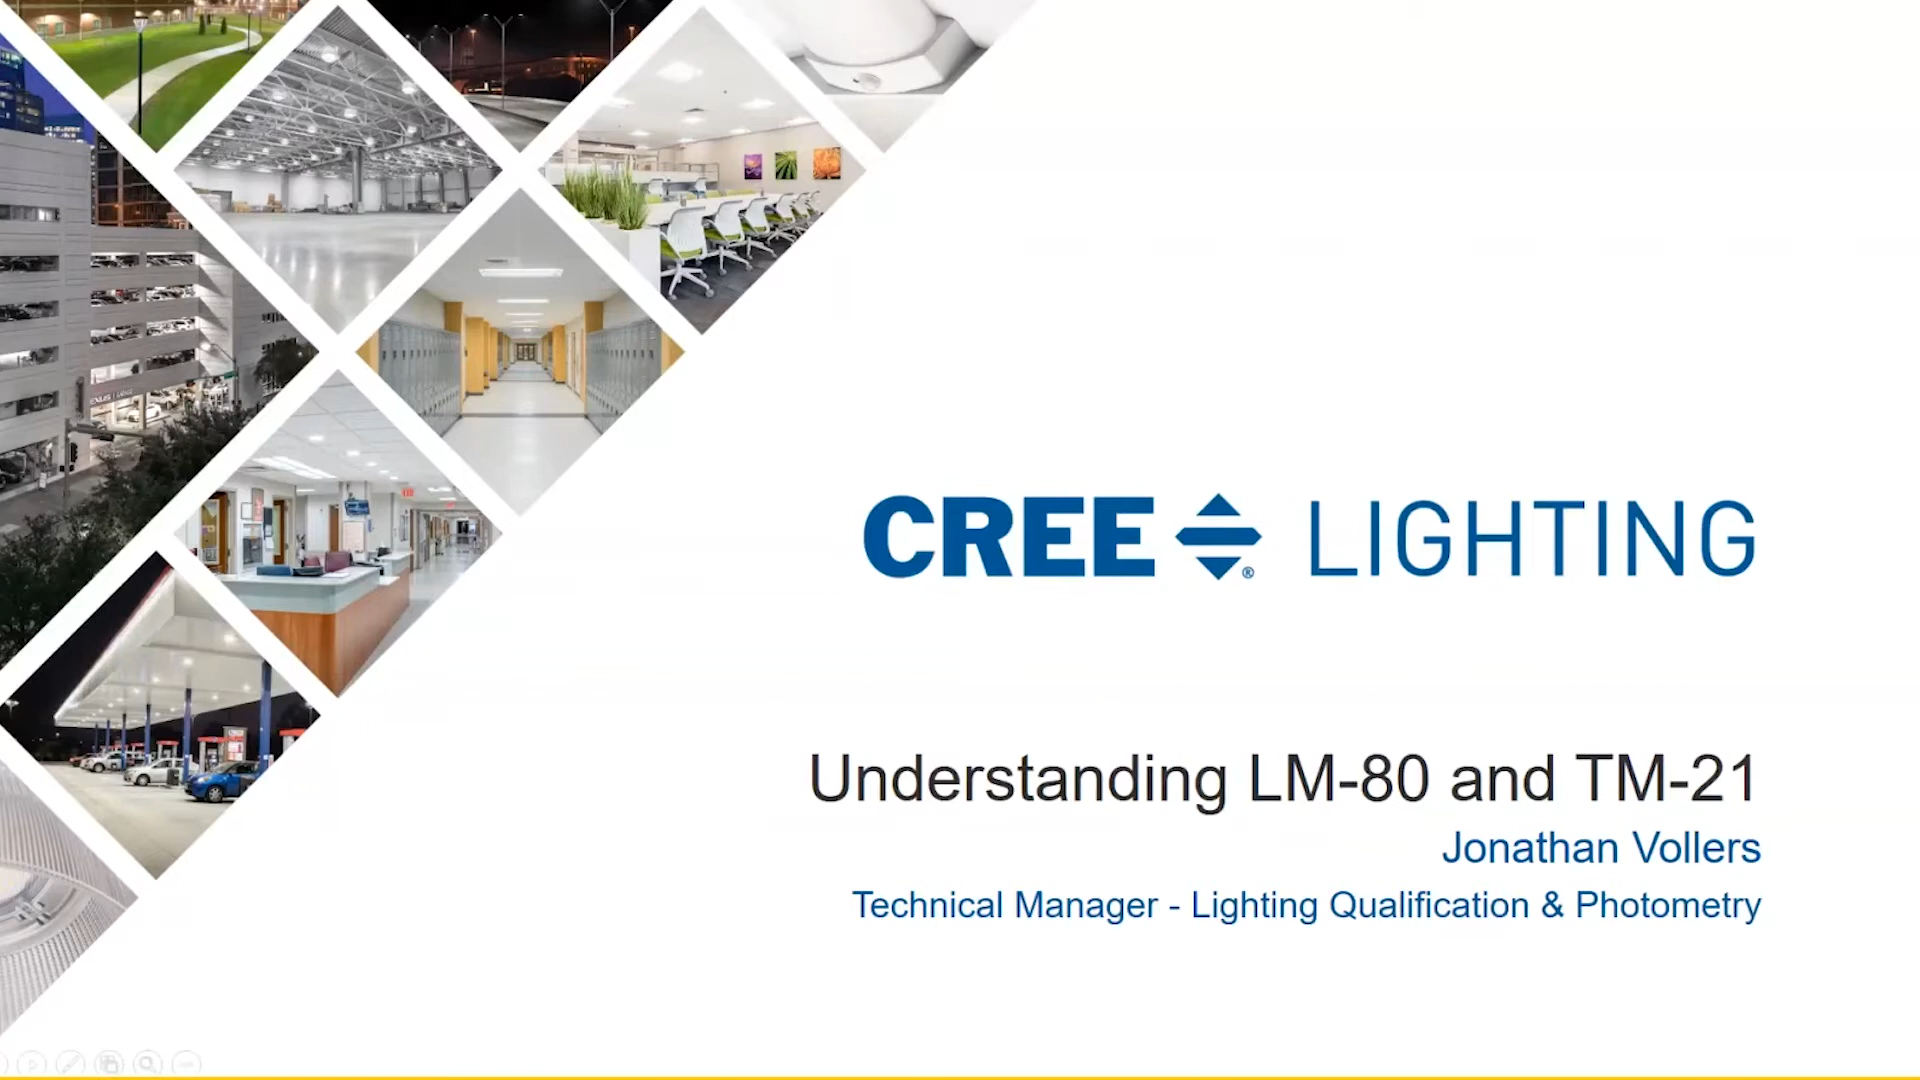 CREE LIGHTING
®
Understanding LM-80 and TM-21
Jonathan Vollers
Technical Manager - Lighting Qualification & Photometry